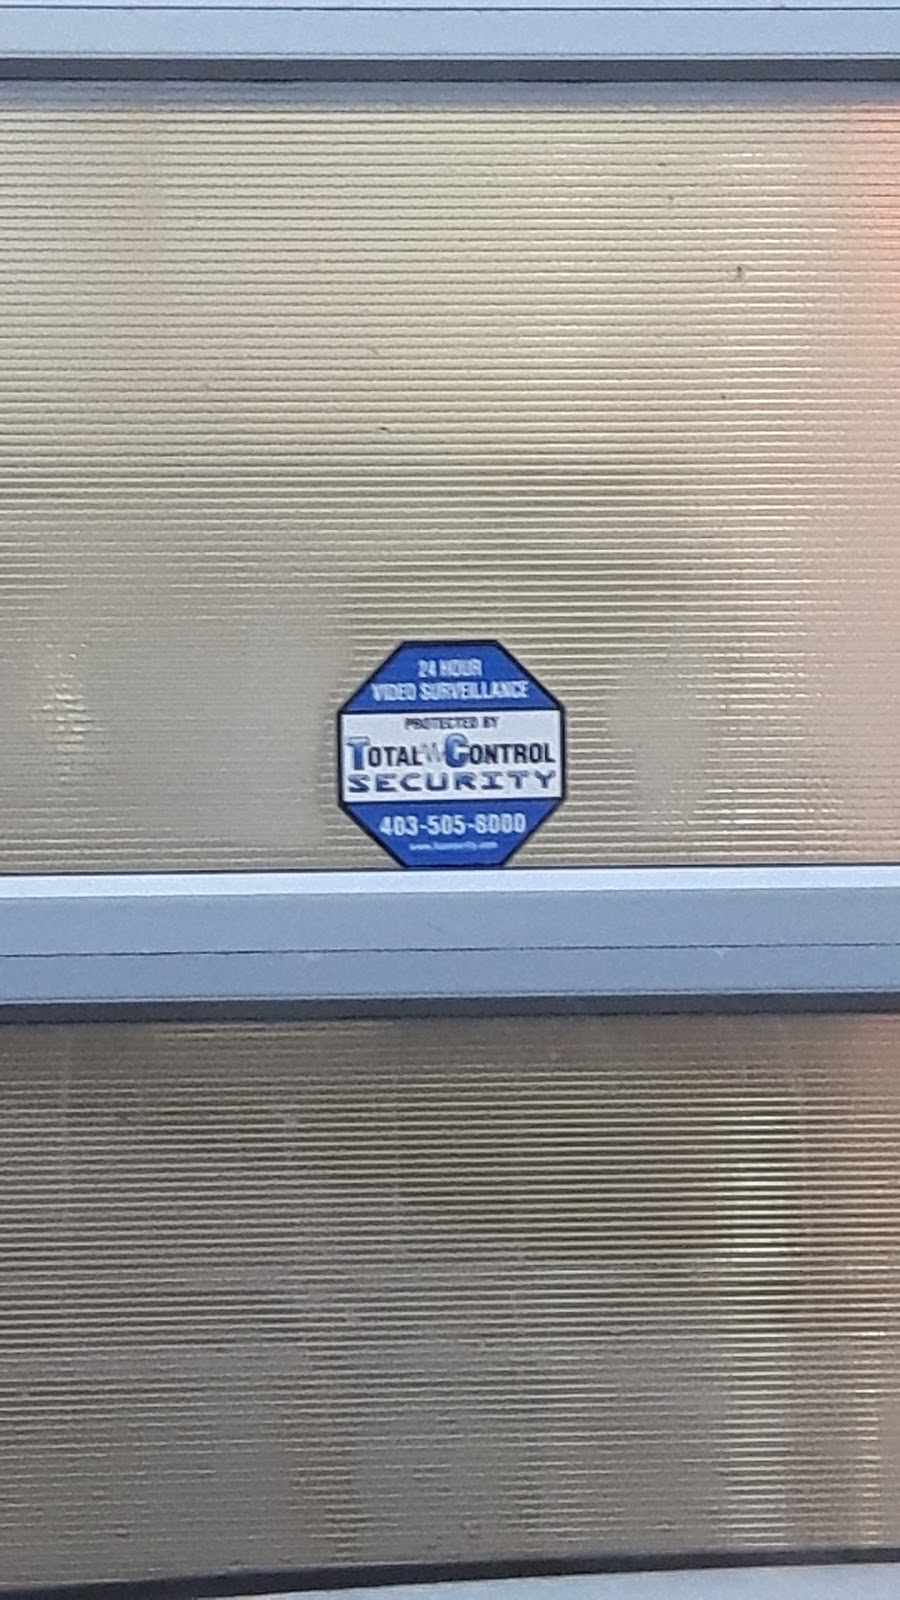 24 HOUR
VIDEO SURVEILLANCE
PROTECTED BY
TOTAL CONTROL
SECURITY
403-505-8000